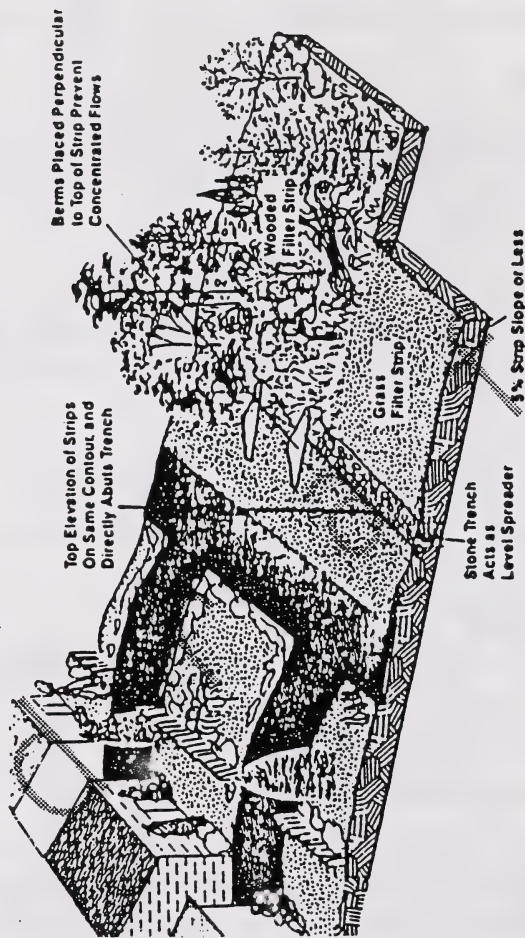 Berms Placed Perpendicular
to Top of Strip Prevent
Concentrated Flows
Top Elevation of Strips
On Same Contour and
Directly Abuts Trench
Wooded
Filter Strip
Grass
Filter Strip
Stone Trench
Acts as
Level Spreader
5% Strip Slope or Less